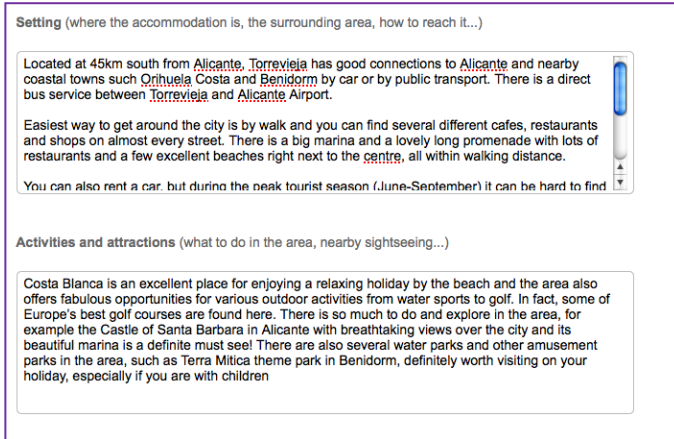 Setting (where the accommodation is, the surrounding area, how to reach it...)
Located at 45km south from Alicante, Torrevieja has good connections to Alicante and nearby
coastal towns such Orihuela Costa and Benidorm by car or by public transport. There is a direct
bus service between Torrevieja and Alicante Airport.
Easiest way to get around the city is by walk and you can find several different cafes, restaurants
and shops on almost every street. There is a big marina and a lovely long promenade with lots of
restaurants and a few excellent beaches right next to the centre, all within walking distance.
You can also rent a car, but during the peak tourist season (June-September) it can be hard to find
Activities and attractions (what to do in the area, nearby sightseeing...)
Costa Blanca is an excellent place for enjoying a relaxing holiday by the beach and the area also
offers fabulous opportunities for various outdoor activities from water sports to golf. In fact, some of
Europe's best golf courses are found here. There is so much to do and explore in the area, for
example the Castle of Santa Barbara in Alicante with breathtaking views over the city and its
beautiful marina is a definite must see! There are also several water parks and other amusement
parks in the area, such as Terra Mitica theme park in Benidorm, definitely worth visiting on your
holiday, especially if you are with children